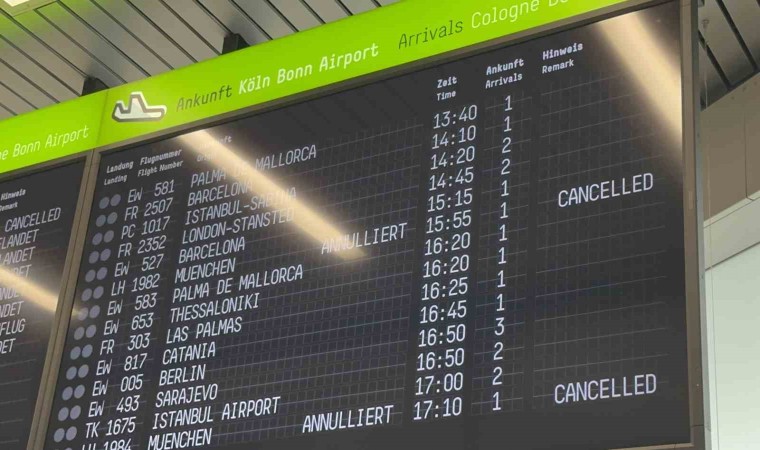 Ankunft Köln Bonn Airport Arrivals Cologne Bo
ne Bonn Airport
Hinweis
Remark
CANCELLED
LANDET
LANDET
Landung Flugnummer Zeit Ankunft Hinweis
Landing Flight Number Time Arrivals Remark
EW 581 PALMA DE MALLORCA 13:40 1
FR 2507 BARCELONA 14:10 1
PC 1017 ISTANBUL-SABIHA 14:20 2
FR 2352 LONDON-STANSTED 14:45 2
EW 527 BARCELONA 15:15 1
LH 1982 MUENCHEN ANNULLIERT 15:55 1 CANCELLED
EW 583 PALMA DE MALLORCA 16:20 1
EW 653 THESSALONIKI 16:20 1
FR 303 LAS PALMAS 16:25 1
EW 817 CATANIA 16:45 1
EW 005 BERLIN 16:50 3
EW 493 SARAJEVO 16:50 2
TK 1675 ISTANBUL AIRPORT 17:00 2
LH 1984 MUENCHEN ANNULLIERT 17:10 1 CANCELLED